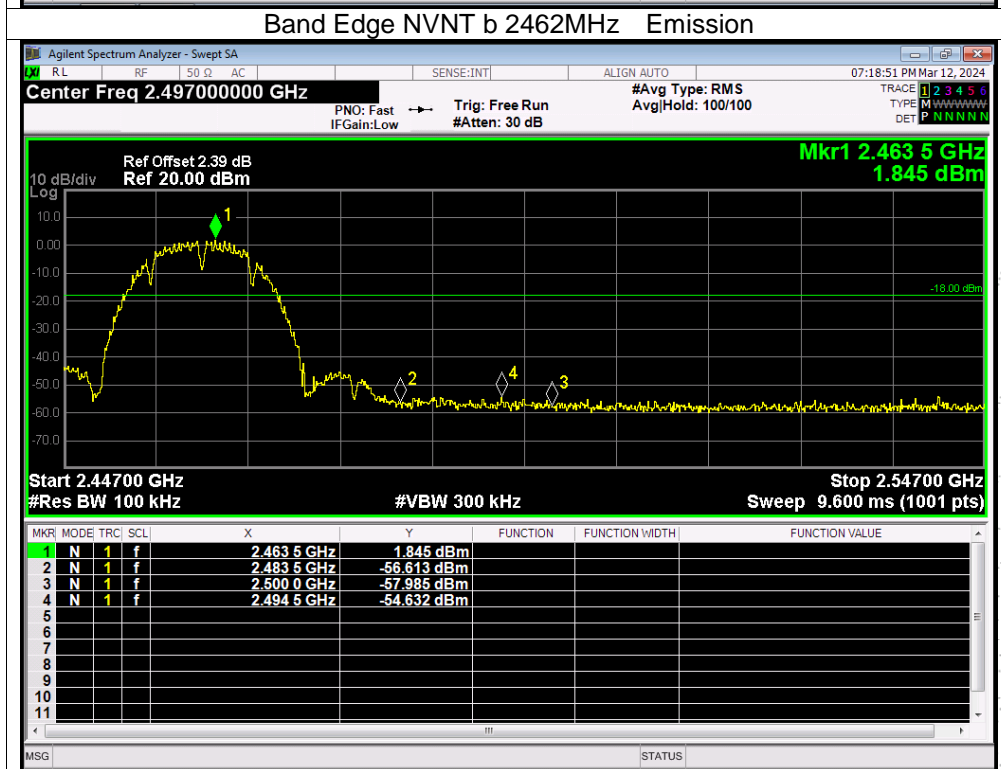 Band Edge NVNT b 2462MHz Emission
Agilent Spectrum Analyzer - Swept SA
LXI RL RF 50 Ω AC SENSE:INT ALIGN AUTO 07:18:51 PM Mar 12, 2024
Center Freq 2.497000000 GHz
PNO: Fast
IFGain:Low
Trig: Free Run
#Atten: 30 dB
#Avg Type: RMS
Avg|Hold: 100/100
TRACE 1 2 3 4 5 6
TYPE M WWWWW
DET P N N N N N
Mkr1 2.463 5 GHz
1.845 dBm
Ref Offset 2.39 dB
10 dB/div Ref 20.00 dBm
Log
10.0
0.00
-10.0
-20.0
-30.0
-40.0
-50.0
-60.0
-70.0
1
-18.00 dBm
2
4
3
Start 2.44700 GHz Stop 2.54700 GHz
#Res BW 100 kHz #VBW 300 kHz Sweep 9.600 ms (1001 pts)
MKR MODE TRC SCL X Y FUNCTION FUNCTION WIDTH FUNCTION VALUE
1 N 1 f 2.463 5 GHz 1.845 dBm
2 N 1 f 2.483 5 GHz -56.613 dBm
3 N 1 f 2.500 0 GHz -57.985 dBm
4 N 1 f 2.494 5 GHz -54.632 dBm
5
6
7
8
9
10
11
MSG STATUS